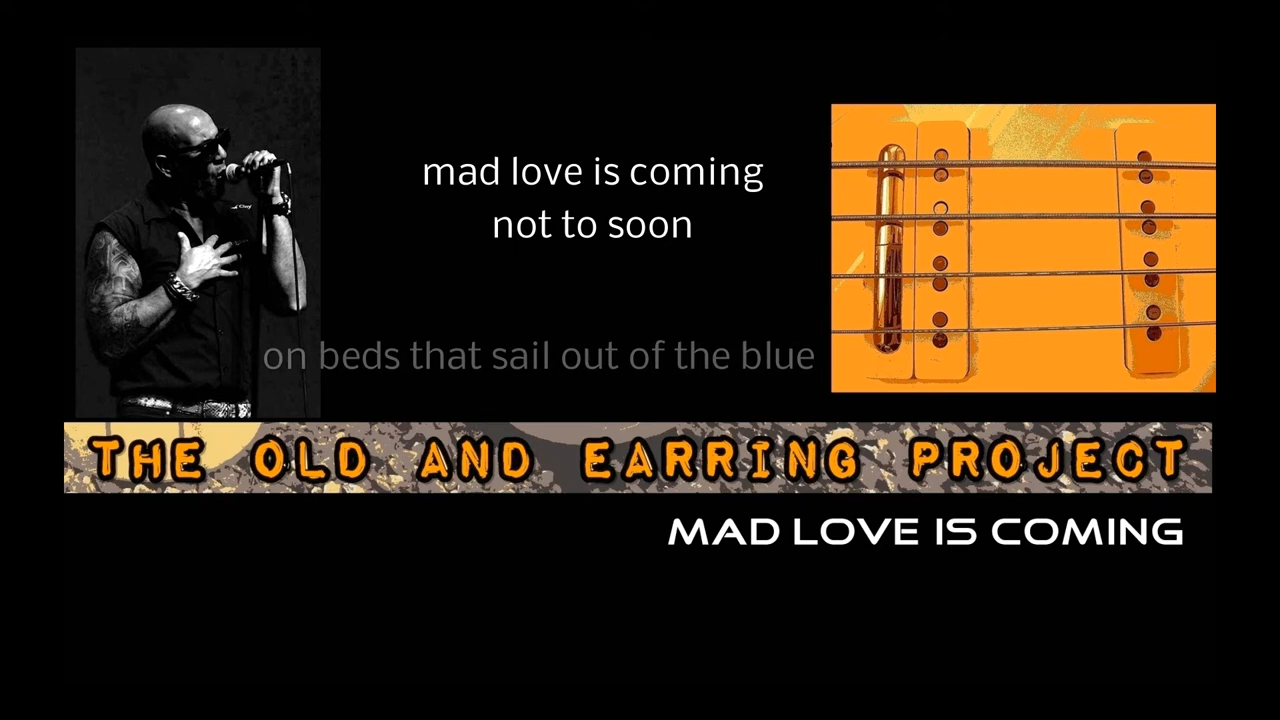 mad love is coming
not to soon
on beds that sail out of the blue
THE OLD AND EARRING PROJECT
MAD LOVE IS COMING